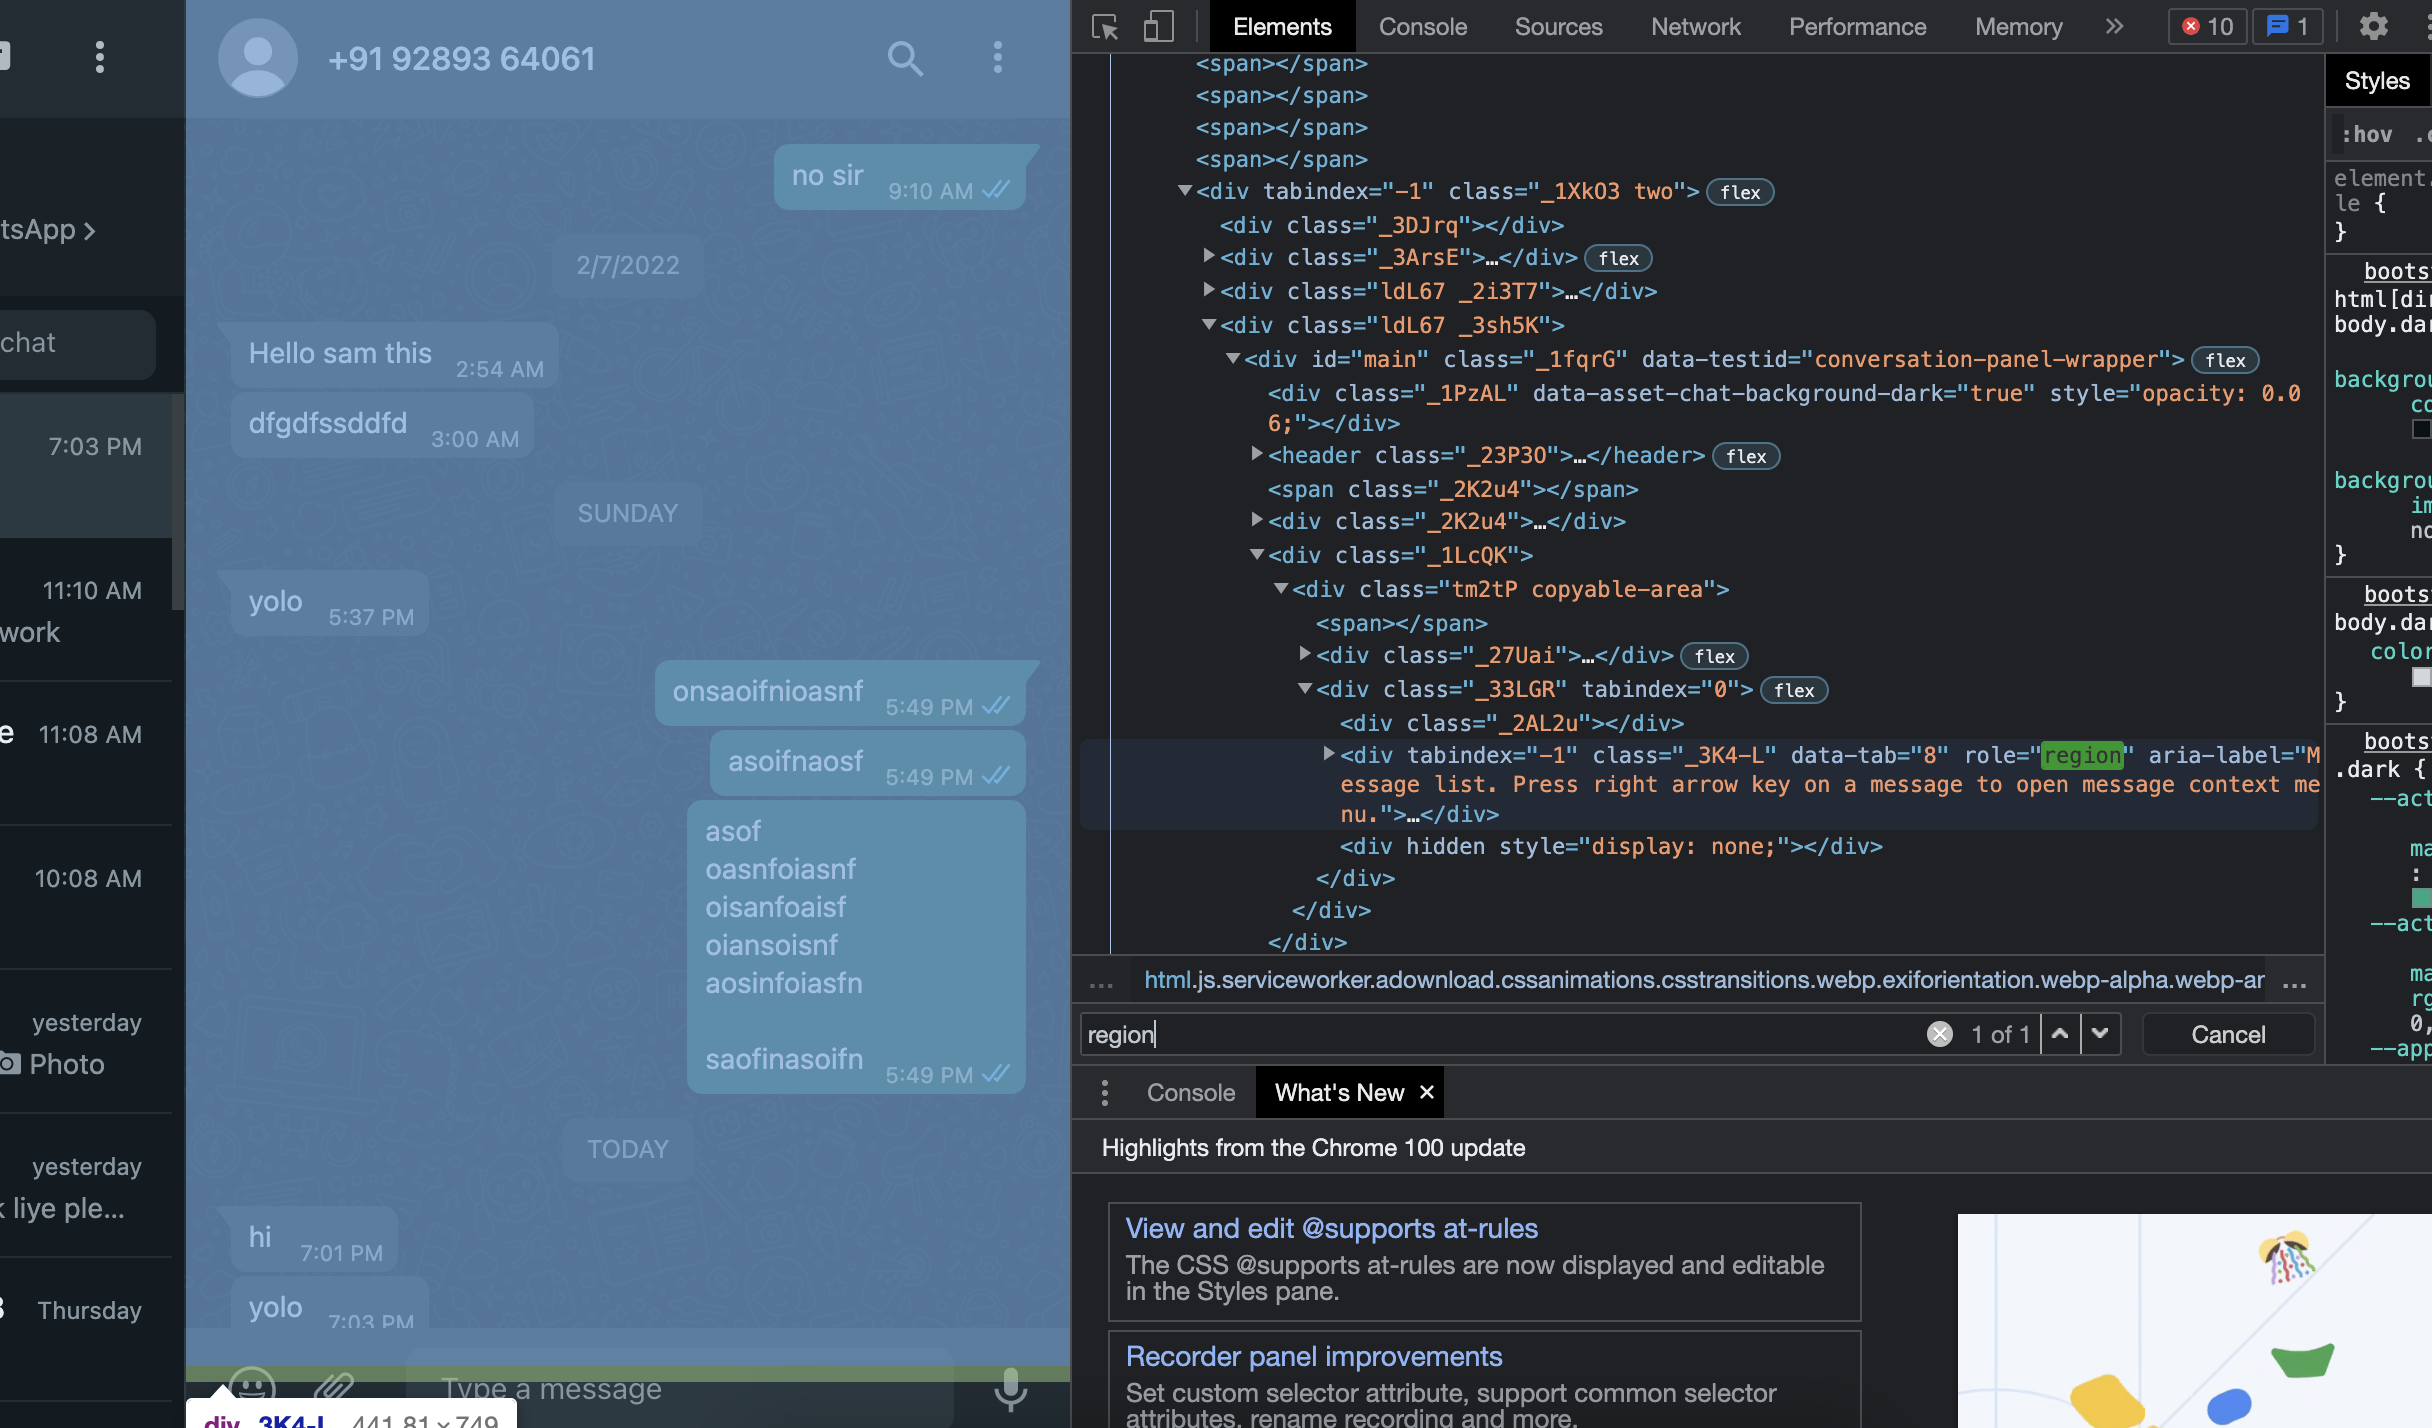 tsApp
chat
7:03 PM
11:10 AM
work
e 11:08 AM
10:08 AM
yesterday
Photo
yesterday
k liye ple...
Thursday
+91 92893 64061
no sir 9:10 AM
2/7/2022
Hello sam this 2:54 AM
dfgdfssddfd 3:00 AM
SUNDAY
yolo 5:37 PM
onsaoifnioasnf 5:49 PM
asoifnaosf 5:49 PM
asof
oasnfoiasnf
oisanfoaisf
oiansoisnf
aosinfoiasfn
saofinasoifn 5:49 PM
TODAY
hi 7:01 PM
yolo 7:03 PM
Type a message
div._3K4-L 441.81 × 749
Elements Console Sources Network Performance Memory 10 1
<span></span>
<span></span>
<span></span>
<span></span>
<div tabindex="-1" class="_1XkO3 two"> flex
<div class="_3DJrq"></div>
<div class="_3ArsE">…</div> flex
<div class="ldL67 _2i3T7">…</div>
<div class="ldL67 _3sh5K">
<div id="main" class="_1fqrG" data-testid="conversation-panel-wrapper"> flex
<div class="_1PzAL" data-asset-chat-background-dark="true" style="opacity: 0.0
6;"></div>
<header class="_23P3O">…</header> flex
<span class="_2K2u4"></span>
<div class="_2K2u4">…</div>
<div class="_1LcQK">
<div class="tm2tP copyable-area">
<span></span>
<div class="_27Uai">…</div> flex
<div class="_33LGR" tabindex="0"> flex
<div class="_2AL2u"></div>
<div tabindex="-1" class="_3K4-L" data-tab="8" role="region" aria-label="M
essage list. Press right arrow key on a message to open message context me
nu.">…</div>
<div hidden style="display: none;"></div>
</div>
</div>
</div>
... html.js.serviceworker.adownload.cssanimations.csstransitions.webp.exiforientation.webp-alpha.webp-an ...
region 1 of 1 Cancel
Styles
:hov .c
element.
le {
}
boots
html[dir
body.dar
backgrou
co
backgrou
im
no
}
boots
body.dar
color
}
boots
.dark {
--act
ma
:
--act
ma
rg
0,
--app
Console What's New
Highlights from the Chrome 100 update
View and edit @supports at-rules
The CSS @supports at-rules are now displayed and editable
in the Styles pane.
Recorder panel improvements
Set custom selector attribute, support common selector
attributes, rename recording and more.